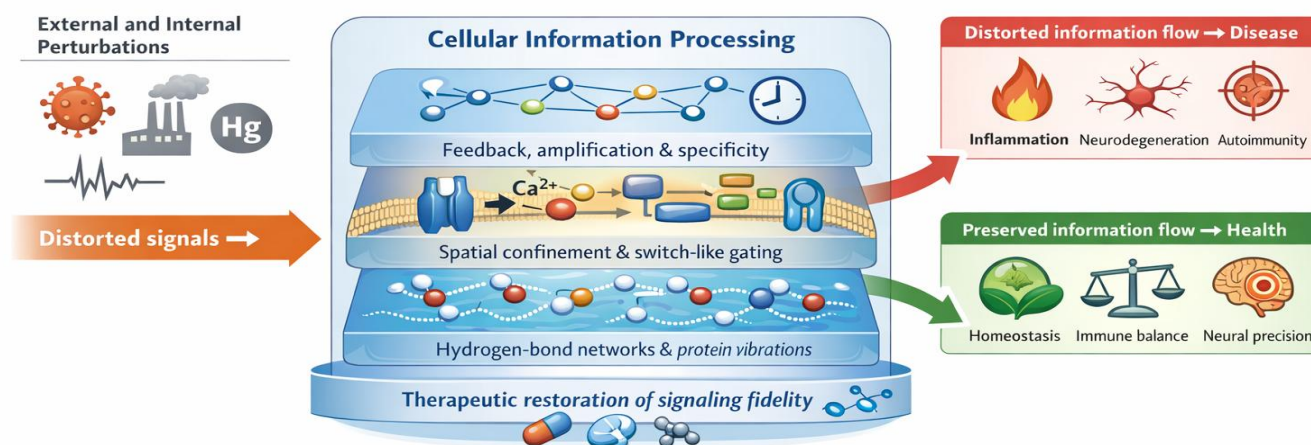 External and Internal
Perturbations
Hg
Distorted signals →
Cellular Information Processing
Feedback, amplification & specificity
Ca²⁺
Spatial confinement & switch-like gating
Hydrogen-bond networks & protein vibrations
Therapeutic restoration of signaling fidelity
Distorted information flow → Disease
Inflammation Neurodegeneration Autoimmunity
Preserved information flow → Health
Homeostasis Immune balance Neural precision